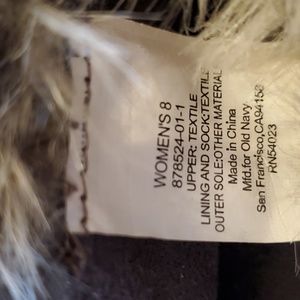 WOMEN'S 8
878524-01-1
UPPER: TEXTILE
LINING AND SOCK:TEXTILE
OUTER SOLE:OTHER MATERIAL
Made in China
Mfd.for Old Navy
San Francisco,CA94158
RN54023